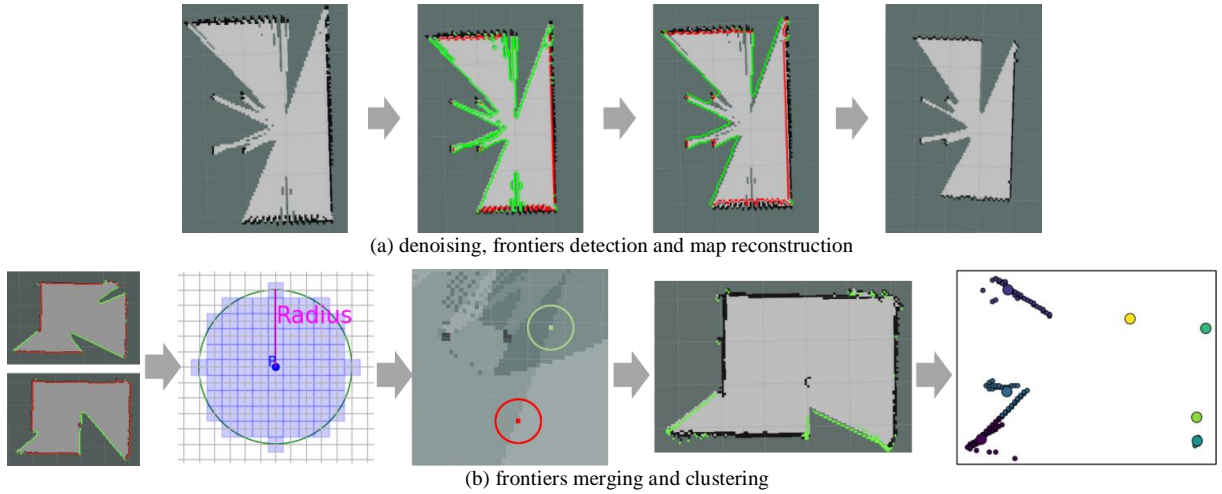 (a) denoising, frontiers detection and map reconstruction
Radius
P
(b) frontiers merging and clustering